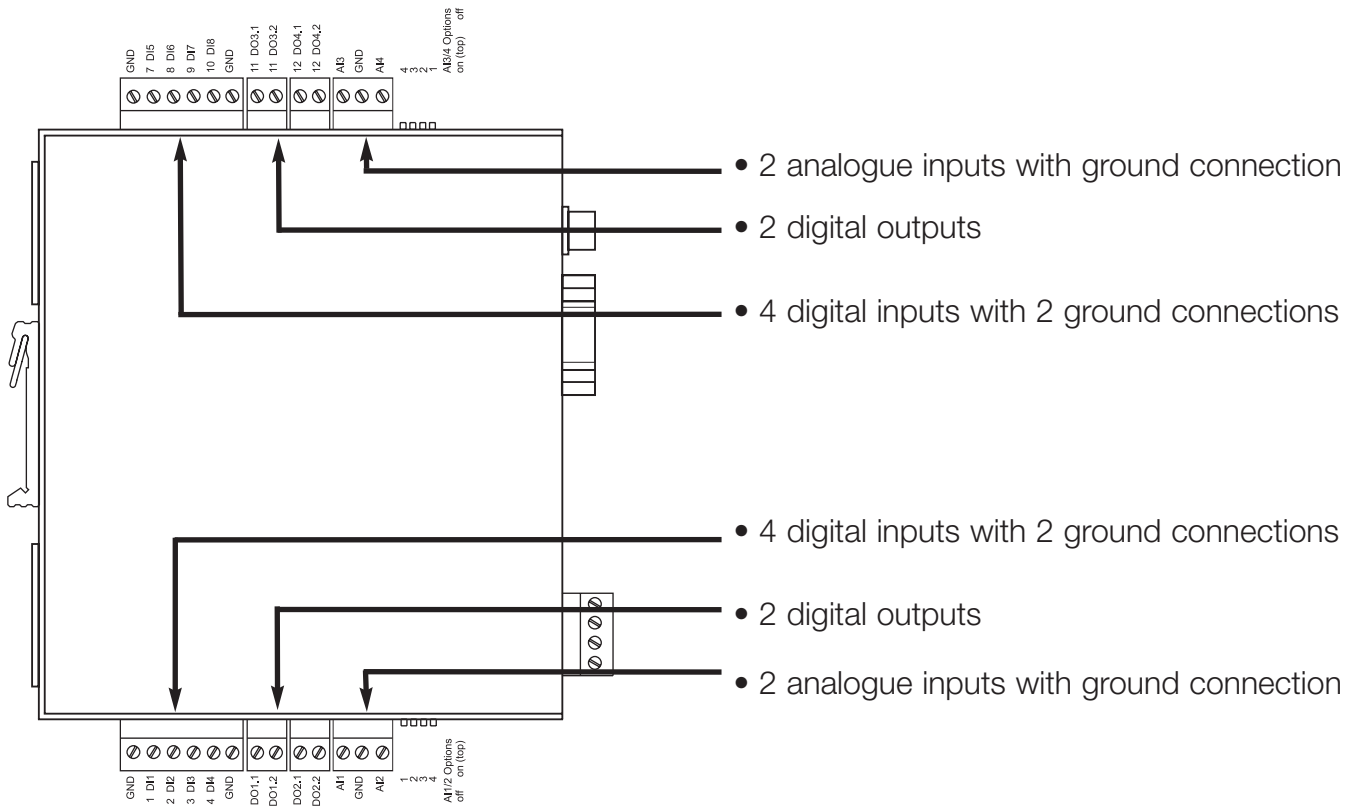 GND
7 DI5
8 DI6
9 DI7
10 DI8
GND
11 DO3.1
11 DO3.2
12 DO4.1
12 DO4.2
AI3
GND
AI4
4
3
2
1
AI3/4 Options
on (top) off
• 2 analogue inputs with ground connection
• 2 digital outputs
• 4 digital inputs with 2 ground connections
• 4 digital inputs with 2 ground connections
• 2 digital outputs
• 2 analogue inputs with ground connection
GND
1 DI1
2 DI2
3 DI3
4 DI4
GND
DO1.1
DO1.2
DO2.1
DO2.2
AI1
GND
AI2
1
2
3
4
AI1/2 Options
off on (top)